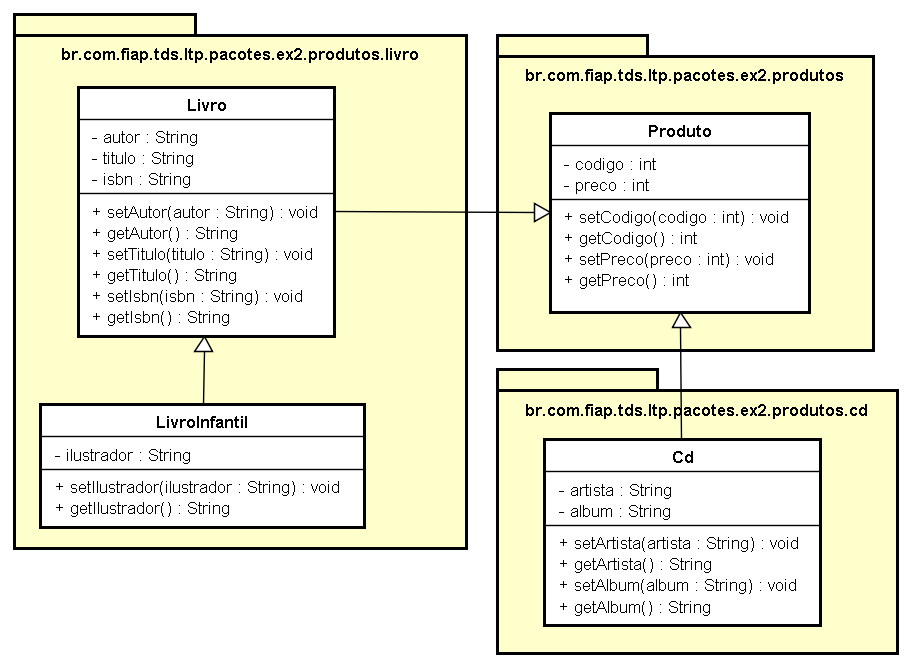 br.com.fiap.tds.ltp.pacotes.ex2.produtos.livro
Livro
- autor : String
- titulo : String
- isbn : String
+ setAutor(autor : String) : void
+ getAutor() : String
+ setTitulo(titulo : String) : void
+ getTitulo() : String
+ setIsbn(isbn : String) : void
+ getIsbn() : String
LivroInfantil
- ilustrador : String
+ setIlustrador(ilustrador : String) : void
+ getIlustrador() : String
br.com.fiap.tds.ltp.pacotes.ex2.produtos
Produto
- codigo : int
- preco : int
+ setCodigo(codigo : int) : void
+ getCodigo() : int
+ setPreco(preco : int) : void
+ getPreco() : int
br.com.fiap.tds.ltp.pacotes.ex2.produtos.cd
Cd
- artista : String
- album : String
+ setArtista(artista : String) : void
+ getArtista() : String
+ setAlbum(album : String) : void
+ getAlbum() : String